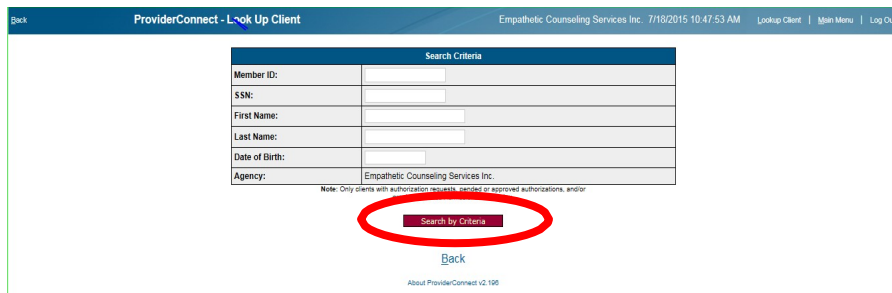 Back ProviderConnect - Look Up Client Empathetic Counseling Services Inc. 7/18/2015 10:47:53 AM Lookup Client | Main Menu | Log Ou
Search Criteria
Member ID:
SSN:
First Name:
Last Name:
Date of Birth:
Agency: Empathetic Counseling Services Inc.
Note: Only clients with authorization requests, pended or approved authorizations, and/or
Search by Criteria
Back
About ProviderConnect v2.196